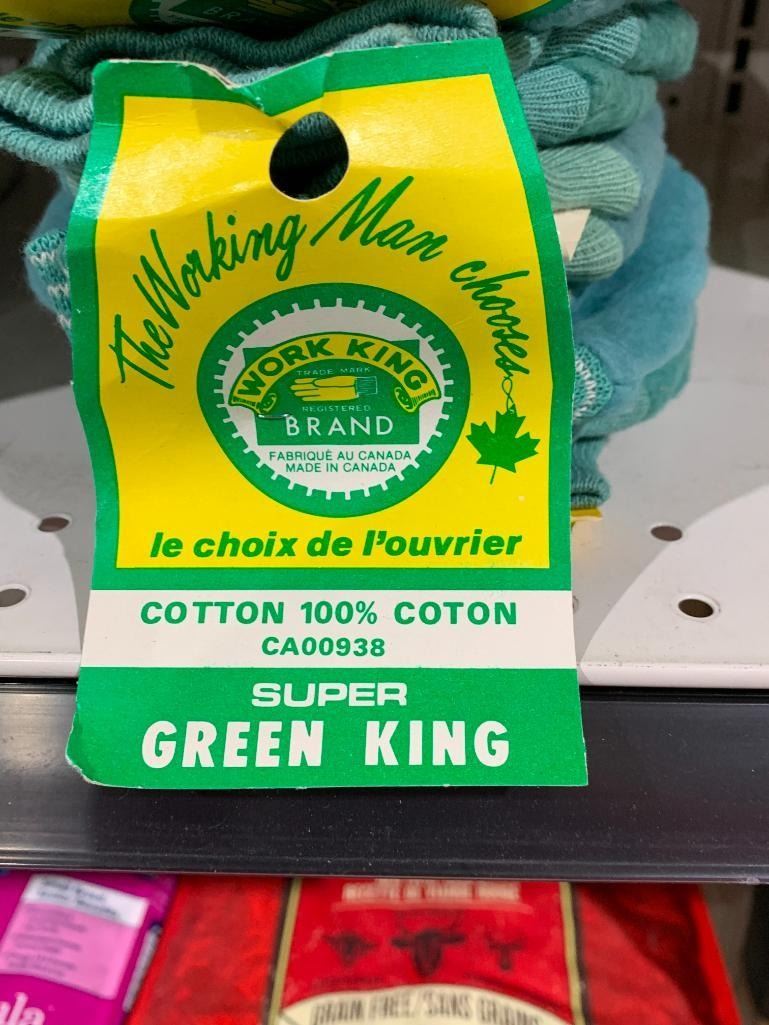 The Working Man chooses
WORK KING
TRADE MARK
REGISTERED
BRAND
FABRIQUÉ AU CANADA
MADE IN CANADA
le choix de l'ouvrier
COTTON 100% COTON
CA00938
SUPER
GREEN KING
GRAIN FREE/SANS GRAINS
ula